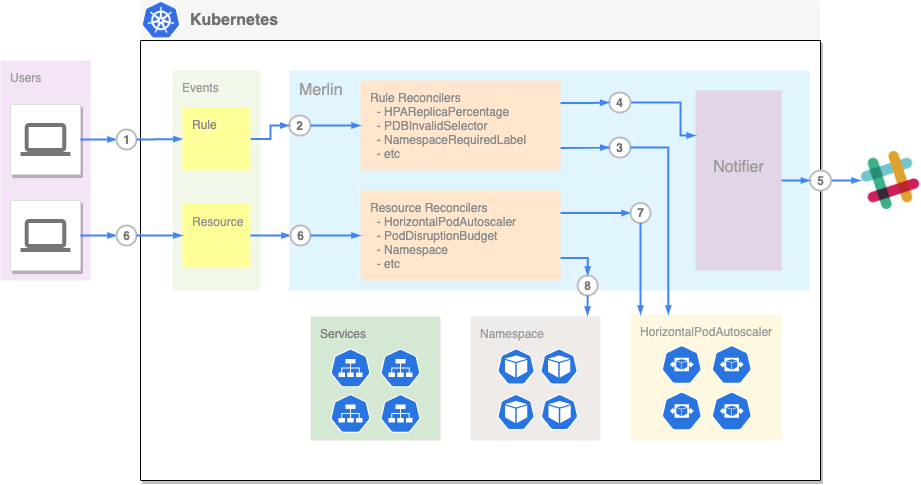 Kubernetes
Users
Events
Merlin
Rule
Rule Reconcilers
- HPAReplicaPercentage
- PDBInvalidSelector
- NamespaceRequiredLabel
- etc
1
2
4
3
Notifier
5
Resource
Resource Reconcilers
- HorizontalPodAutoscaler
- PodDisruptionBudget
- Namespace
- etc
6
6
7
8
Services
Namespace
HorizontalPodAutoscaler